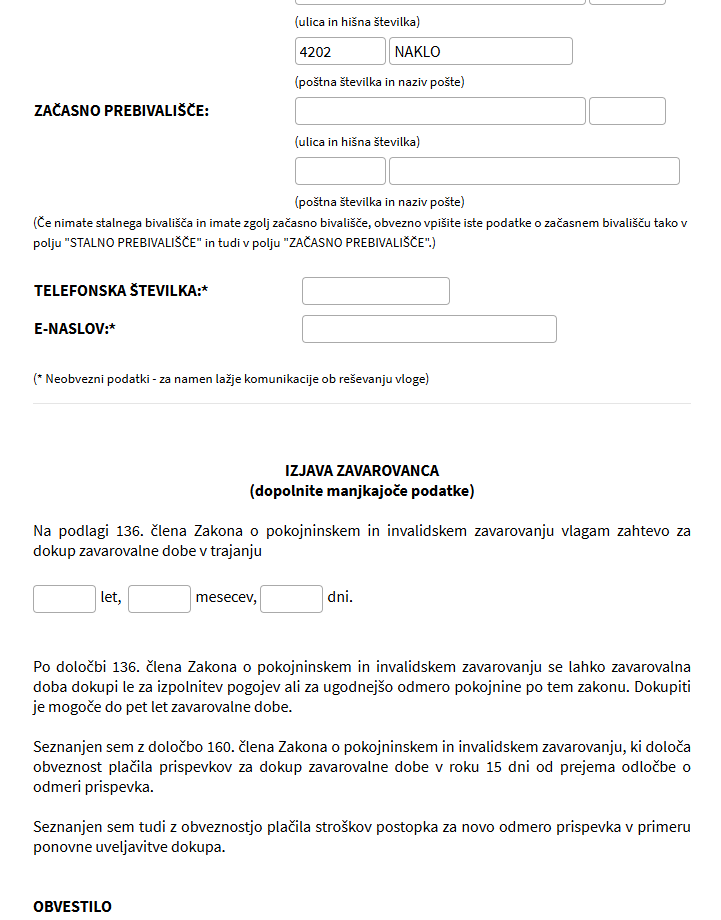 (ulica in hišna številka)
4202 NAKLO
(poštna številka in naziv pošte)
ZAČASNO PREBIVALIŠČE:
(ulica in hišna številka)
(poštna številka in naziv pošte)
(Če nimate stalnega bivališča in imate zgolj začasno bivališče, obvezno vpišite iste podatke o začasnem bivališču tako v
polju "STALNO PREBIVALIŠČE" in tudi v polju "ZAČASNO PREBIVALIŠČE".)
TELEFONSKA ŠTEVILKA:*
E-NASLOV:*
(* Neobvezni podatki - za namen lažje komunikacije ob reševanju vloge)
IZJAVA ZAVAROVANCA
(dopolnite manjkajoče podatke)
Na podlagi 136. člena Zakona o pokojninskem in invalidskem zavarovanju vlagam zahtevo za
dokup zavarovalne dobe v trajanju
let, mesecev, dni.
Po določbi 136. člena Zakona o pokojninskem in invalidskem zavarovanju se lahko zavarovalna
doba dokupi le za izpolnitev pogojev ali za ugodnejšo odmero pokojnine po tem zakonu. Dokupiti
je mogoče do pet let zavarovalne dobe.
Seznanjen sem z določbo 160. člena Zakona o pokojninskem in invalidskem zavarovanju, ki določa
obveznost plačila prispevkov za dokup zavarovalne dobe v roku 15 dni od prejema odločbe o
odmeri prispevka.
Seznanjen sem tudi z obveznostjo plačila stroškov postopka za novo odmero prispevka v primeru
ponovne uveljavitve dokupa.
OBVESTILO